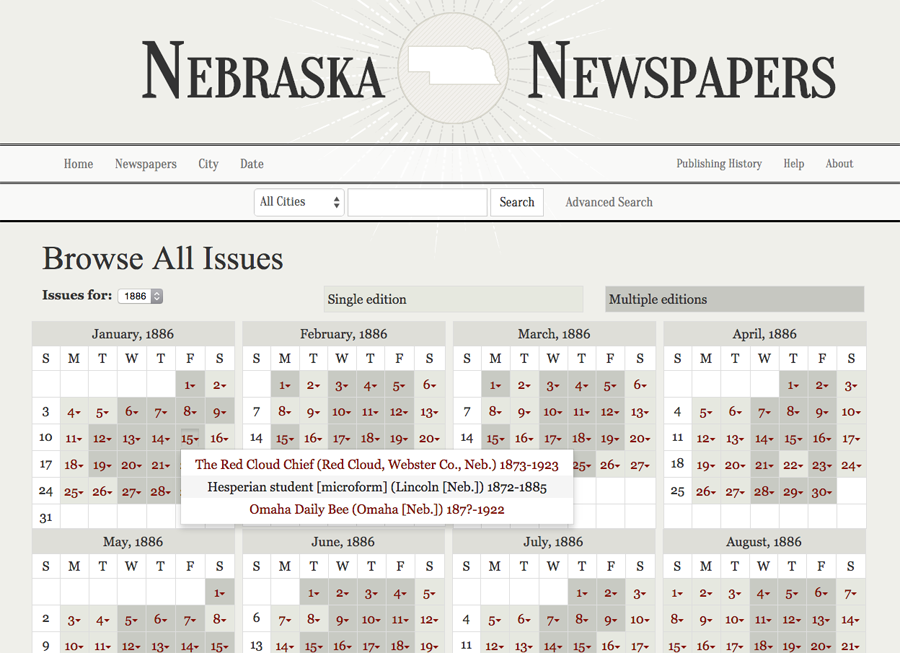 NEBRASKA NEWSPAPERS
Home Newspapers City Date Publishing History Help About
All Cities Search Advanced Search
Browse All Issues
Issues for: 1886 Single edition Multiple editions
January, 1886 February, 1886 March, 1886 April, 1886
S M T W T F S S M T W T F S S M T W T F S S M T W T F S
1 2 1 2 3 4 5 6 1 2 3 4 5 6 1 2 3
3 4 5 6 7 8 9 7 8 9 10 11 12 13 7 8 9 10 11 12 13 4 5 6 7 8 9 10
10 11 12 13 14 15 16 14 15 16 17 18 19 20 14 15 16 17 18 19 20 11 12 13 14 15 16 17
17 18 19 20 21 25 26 27 18 19 20 21 22 23 24
The Red Cloud Chief (Red Cloud, Webster Co., Neb.) 1873-1923
Hesperian student [microform] (Lincoln [Neb.]) 1872-1885
24 25 26 27 28 25 26 27 28 29 30
Omaha Daily Bee (Omaha [Neb.]) 187?-1922
31
May, 1886 June, 1886 July, 1886 August, 1886
S M T W T F S S M T W T F S S M T W T F S S M T W T F S
1 1 2 3 4 5 1 2 3 1 2 3 4 5 6 7
2 3 4 5 6 7 8 6 7 8 9 10 11 12 4 5 6 7 8 9 10 8 9 10 11 12 13 14
9 10 11 12 13 14 15 13 14 15 16 17 18 19 11 12 13 14 15 16 17 15 16 17 18 19 20 21